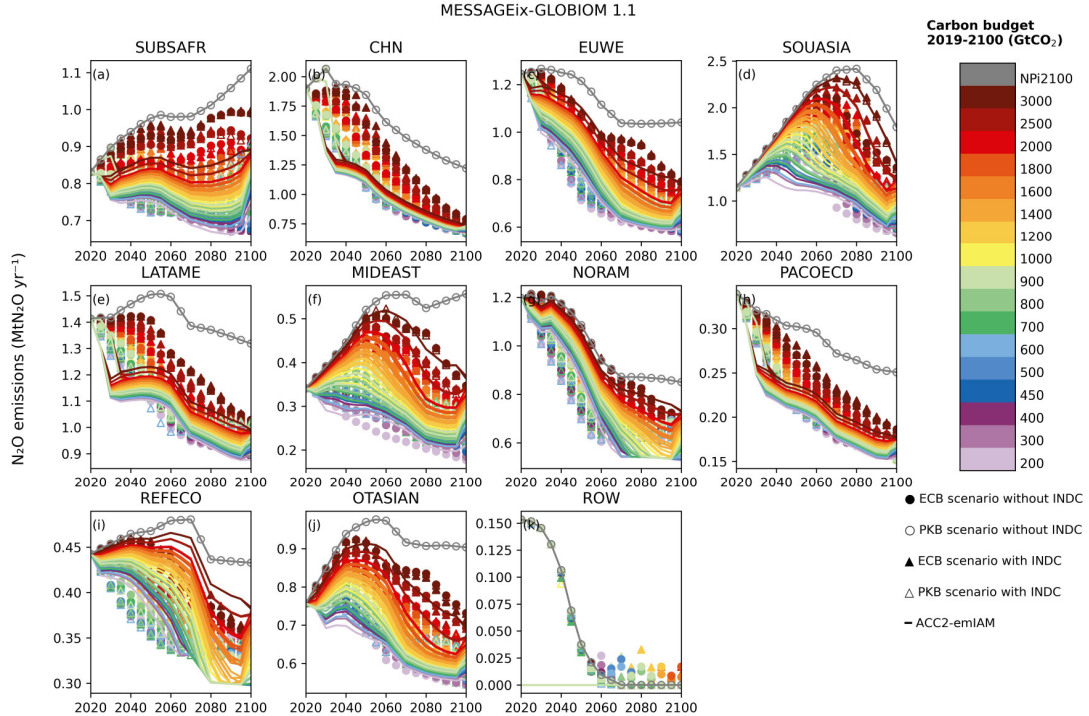 MESSAGEix-GLOBIOM 1.1
Carbon budget
2019-2100 (GtCO₂)
N₂O emissions (MtN₂O yr⁻¹)
SUBSAFR
(a)
1.1
1.0
0.9
0.8
0.7
2020 2040 2060 2080 2100
CHN
(b)
2.00
1.75
1.50
1.25
1.00
0.75
2020 2040 2060 2080 2100
EUWE
(c)
1.2
1.0
0.8
0.6
2020 2040 2060 2080 2100
SOUASIA
(d)
2.5
2.0
1.5
1.0
2020 2040 2060 2080 2100
LATAME
(e)
1.5
1.4
1.3
1.2
1.1
1.0
0.9
2020 2040 2060 2080 2100
MIDEAST
(f)
0.5
0.4
0.3
0.2
2020 2040 2060 2080 2100
NORAM
(g)
1.2
1.0
0.8
0.6
2020 2040 2060 2080 2100
PACOECD
(h)
0.30
0.25
0.20
0.15
2020 2040 2060 2080 2100
REFECO
(i)
0.45
0.40
0.35
0.30
2020 2040 2060 2080 2100
OTASIAN
(j)
0.9
0.8
0.7
0.6
2020 2040 2060 2080 2100
ROW
(k)
0.150
0.125
0.100
0.075
0.050
0.025
0.000
2020 2040 2060 2080 2100
NPi2100
3000
2500
2000
1800
1600
1400
1200
1000
900
800
700
600
500
450
400
300
200
ECB scenario without INDC
PKB scenario without INDC
ECB scenario with INDC
PKB scenario with INDC
ACC2-emIAM